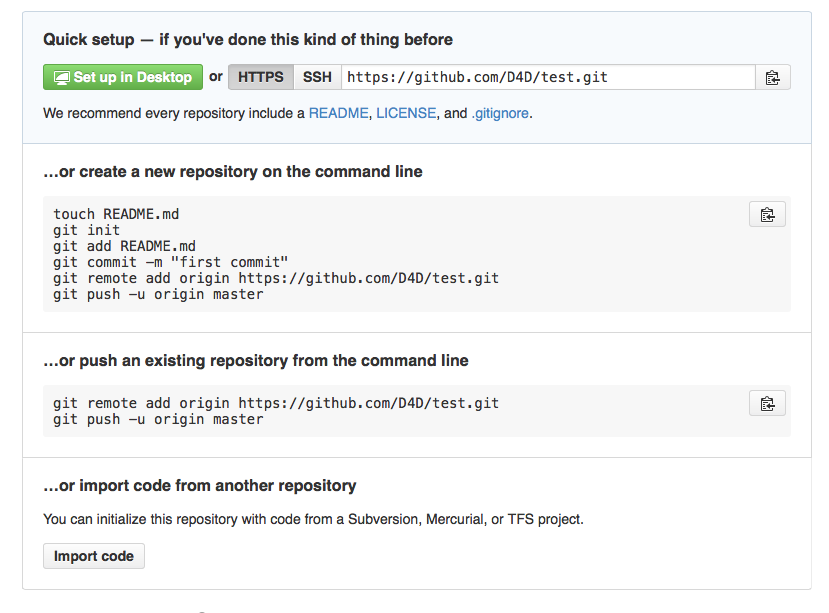 Quick setup — if you've done this kind of thing before
Set up in Desktop or HTTPS SSH https://github.com/D4D/test.git
We recommend every repository include a README, LICENSE, and .gitignore.
…or create a new repository on the command line
touch README.md
git init
git add README.md
git commit -m "first commit"
git remote add origin https://github.com/D4D/test.git
git push -u origin master
…or push an existing repository from the command line
git remote add origin https://github.com/D4D/test.git
git push -u origin master
…or import code from another repository
You can initialize this repository with code from a Subversion, Mercurial, or TFS project.
Import code